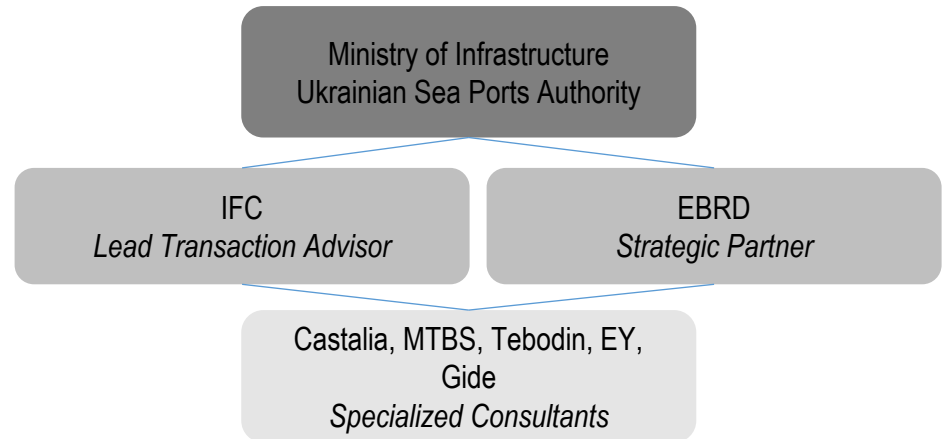 Ministry of Infrastructure
Ukrainian Sea Ports Authority
IFC
Lead Transaction Advisor
EBRD
Strategic Partner
Castalia, MTBS, Tebodin, EY,
Gide
Specialized Consultants